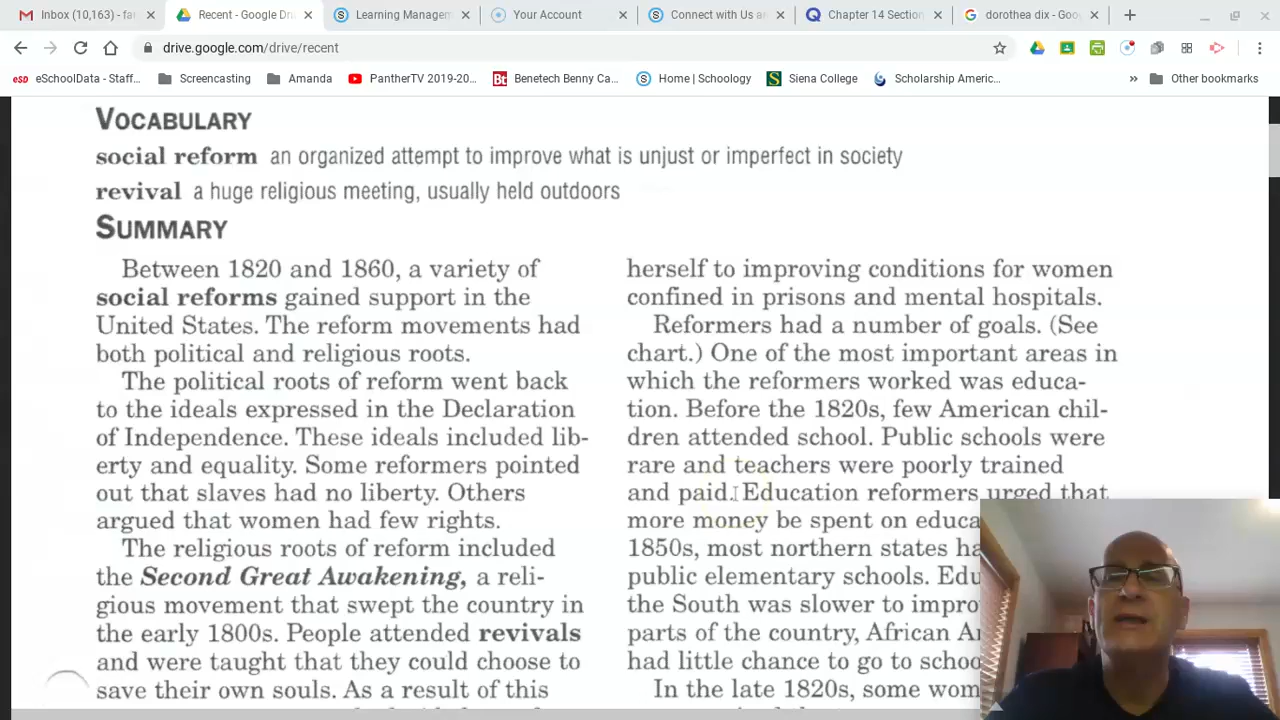 Inbox (10,163) - fa
Recent - Google Dri
Learning Managem
Your Account
Connect with Us an
Chapter 14 Section
dorothea dix - Goo
drive.google.com/drive/recent
eSchoolData - Staff...
Screencasting
Amanda
PantherTV 2019-20...
Benetech Benny Ca...
Home | Schoology
Siena College
Scholarship Americ...
Other bookmarks
VOCABULARY
social reform an organized attempt to improve what is unjust or imperfect in society
revival a huge religious meeting, usually held outdoors
SUMMARY
Between 1820 and 1860, a variety of
social reforms gained support in the
United States. The reform movements had
both political and religious roots.
The political roots of reform went back
to the ideals expressed in the Declaration
of Independence. These ideals included lib-
erty and equality. Some reformers pointed
out that slaves had no liberty. Others
argued that women had few rights.
The religious roots of reform included
the Second Great Awakening, a reli-
gious movement that swept the country in
the early 1800s. People attended revivals
and were taught that they could choose to
save their own souls. As a result of this
herself to improving conditions for women
confined in prisons and mental hospitals.
Reformers had a number of goals. (See
chart.) One of the most important areas in
which the reformers worked was educa-
tion. Before the 1820s, few American chil-
dren attended school. Public schools were
rare and teachers were poorly trained
and paid. Education reformers urged that
more money be spent on educa
1850s, most northern states ha
public elementary schools. Edu
the South was slower to impro
parts of the country, African A
had little chance to go to schoo
In the late 1820s, some wom